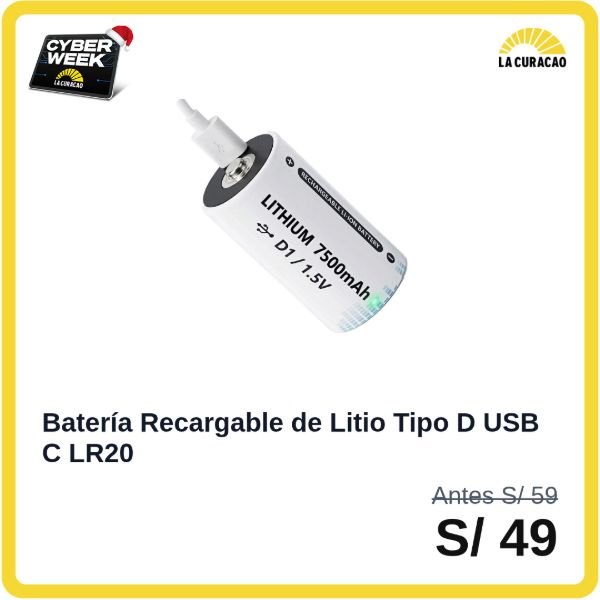 CYBER
WEEK
LA CURACAO
LA CURACAO
+
RECHARGEABLE LI-ION BATTERY
-
LITHIUM 7500mAh
D1 / 1.5V
Batería Recargable de Litio Tipo D USB
C LR20
Antes S/ 59
S/ 49